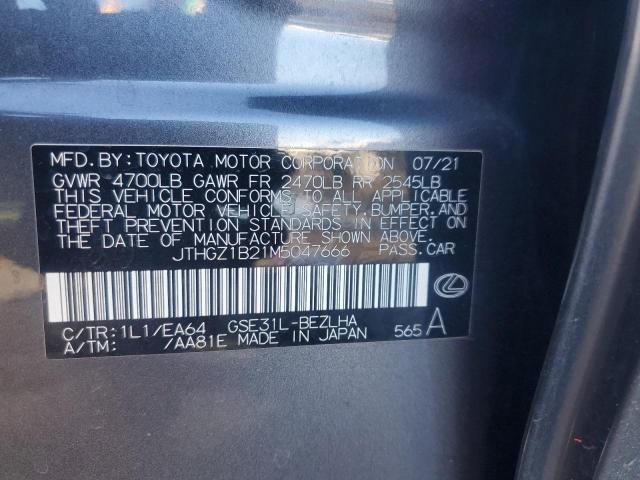 MFD.BY:TOYOTA MOTOR CORPORATION 07/21
GVWR 4700LB GAWR FR 2470LB RR 2545LB
THIS VEHICLE CONFORMS TO ALL APPLICABLE
FEDERAL MOTOR VEHICLE SAFETY, BUMPER, AND
THEFT PREVENTION STANDARDS IN EFFECT ON
THE DATE OF MANUFACTURE SHOWN ABOVE.
JTHGZ1B21M5047666 PASS.CAR
C/TR:1L1/EA64 GSE31L-BEZLHA
A/TM: /AA81E MADE IN JAPAN 565 A